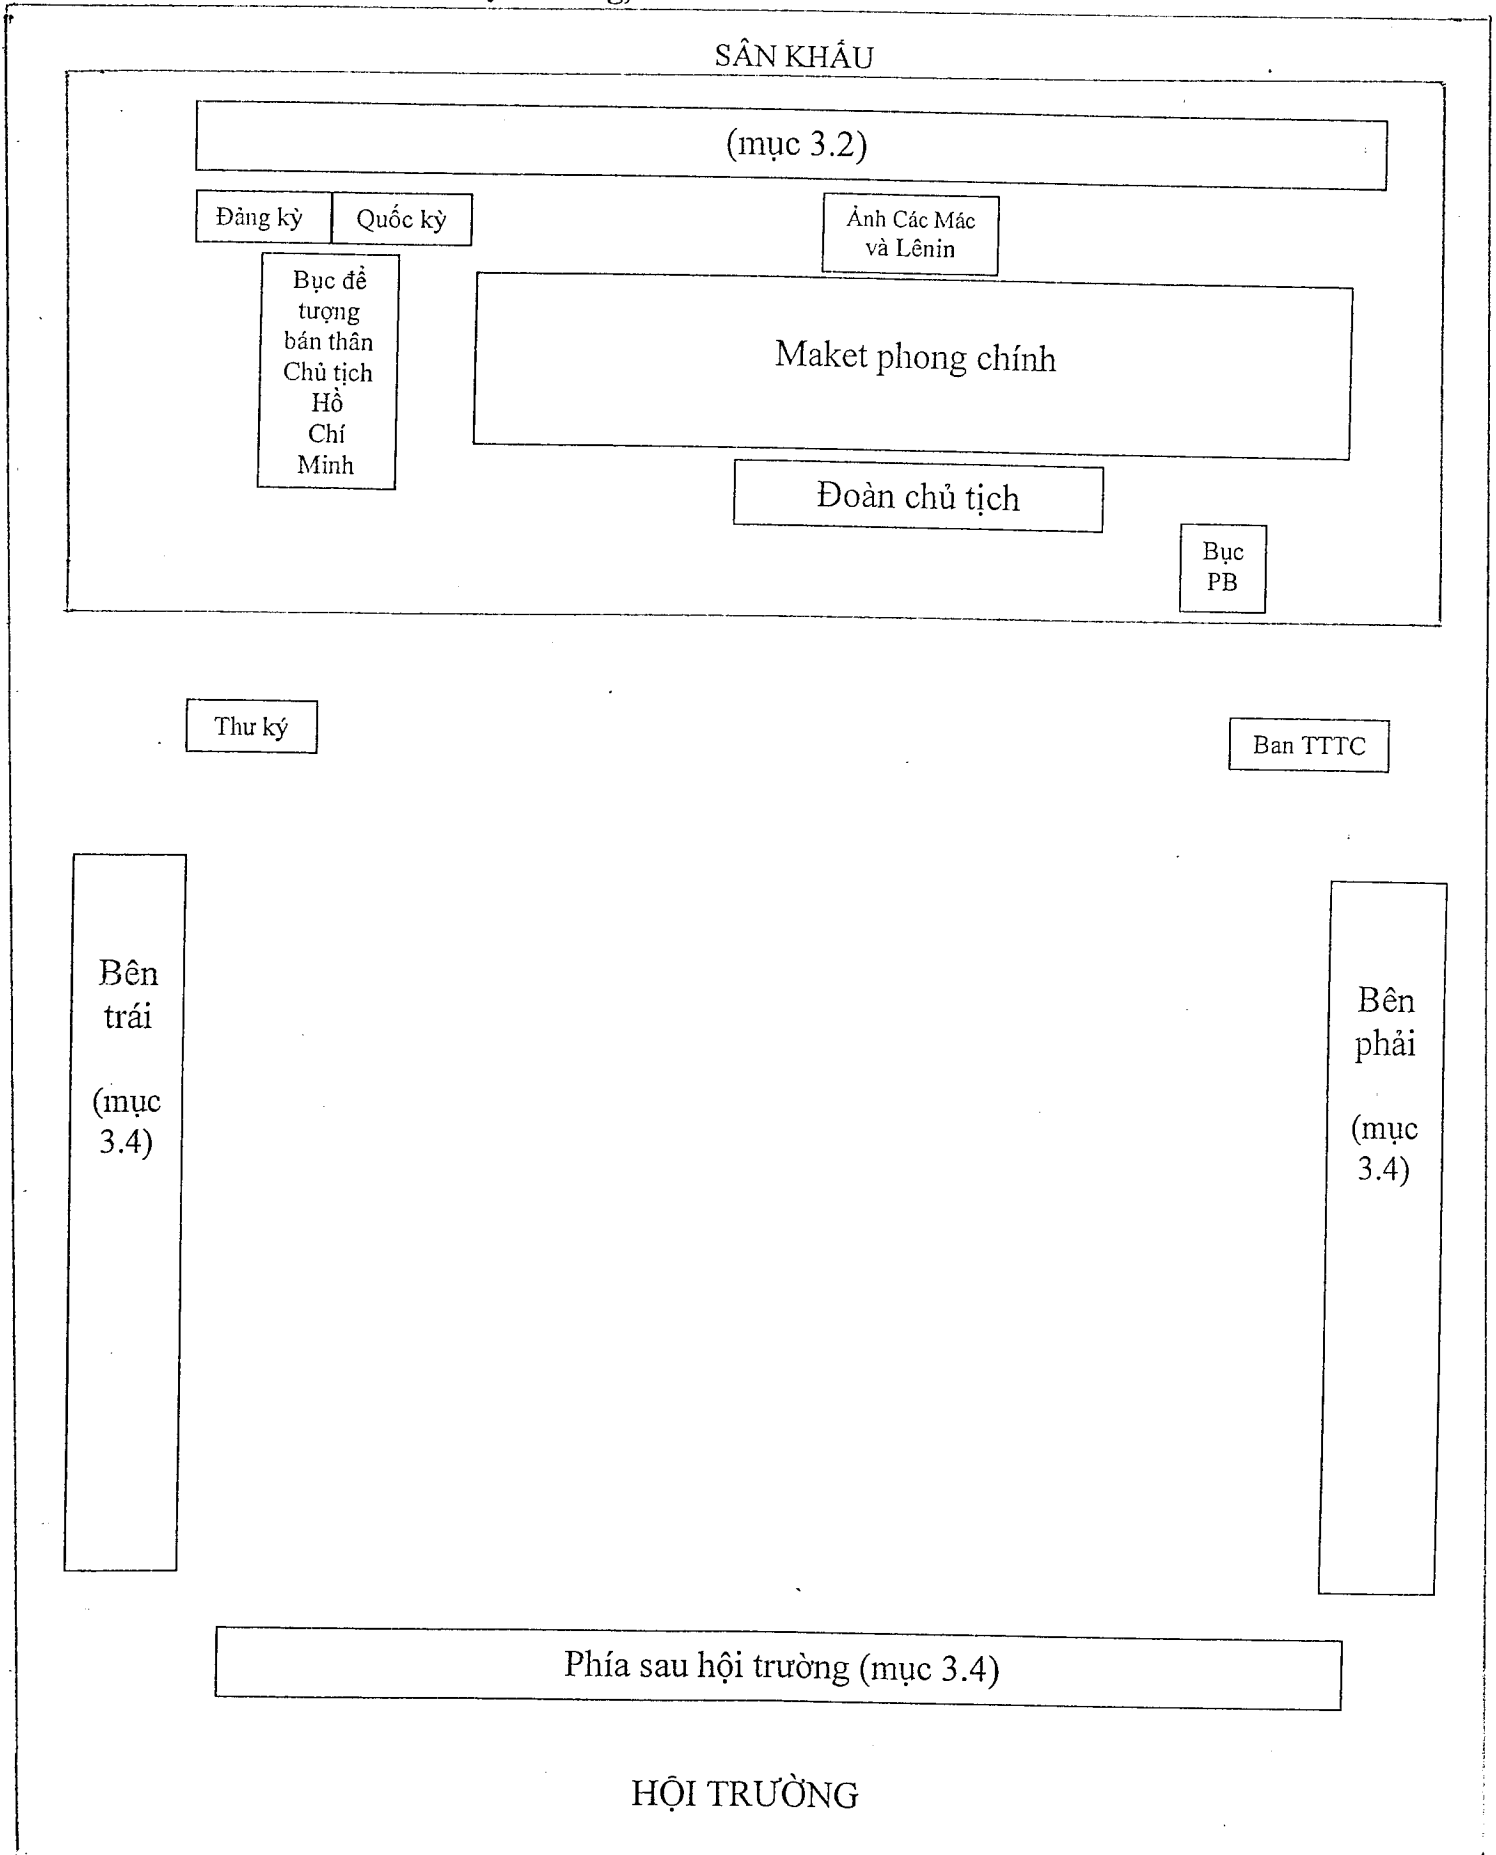 SÂN KHẤU
(mục 3.2)
Đảng kỳ
Quốc kỳ
Ảnh Các Mác
và Lênin
Bục để
tượng
bán thân
Chủ tịch
Hồ
Chí
Minh
Maket phong chính
Đoàn chủ tịch
Bục
PB
Thư ký
Ban TTTC
Bên
trái
(mục
3.4)
Bên
phải
(mục
3.4)
Phía sau hội trường (mục 3.4)
HỘI TRƯỜNG